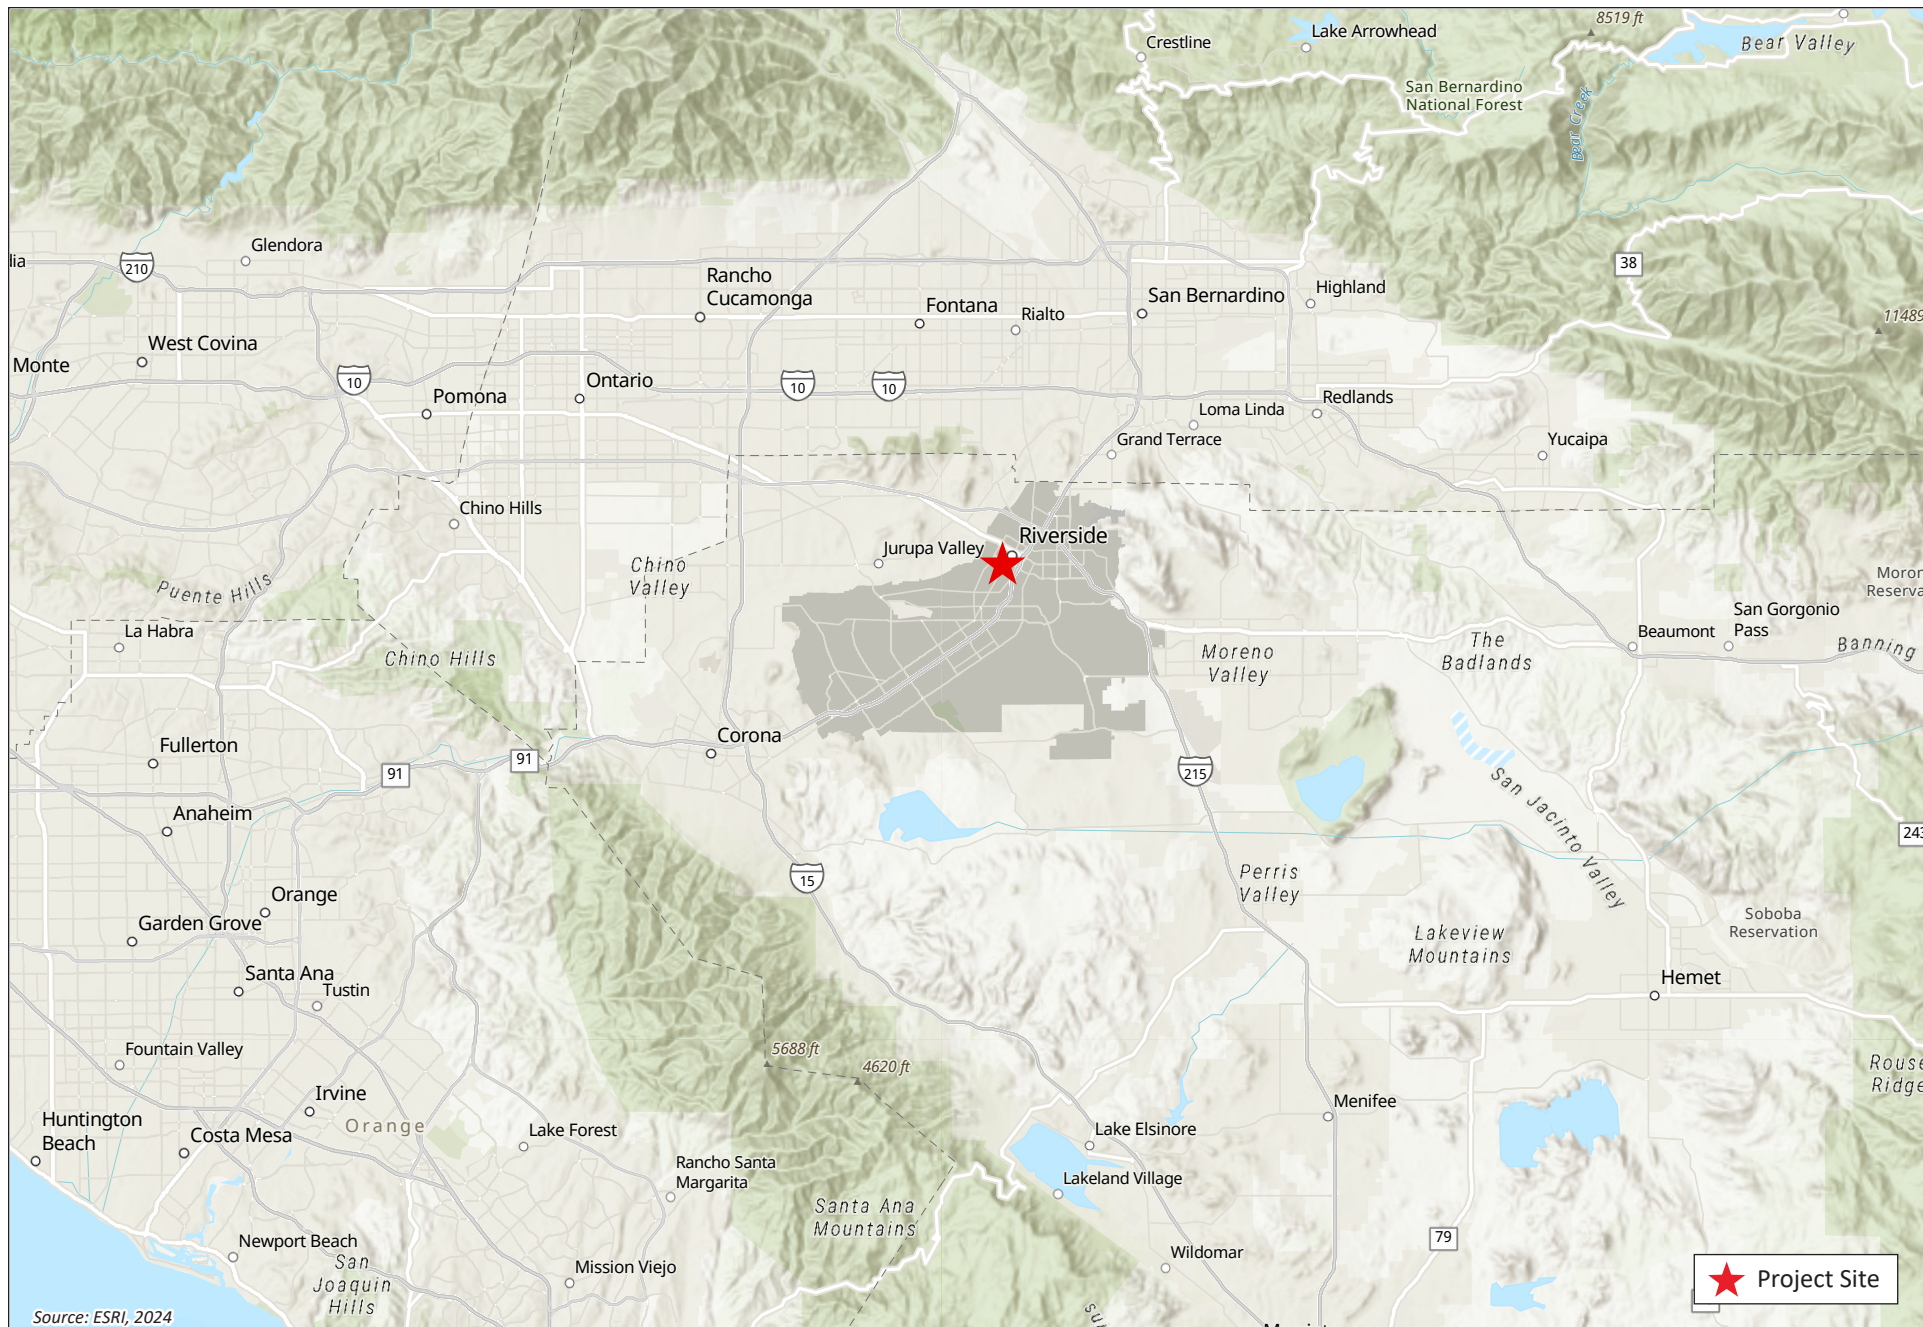 8519 ft
Lake Arrowhead
Crestline
Bear Valley
San Bernardino
National Forest
Bear Creek
Glendora
210
38
Rancho
Cucamonga
Fontana
Rialto
San Bernardino
Highland
11489
West Covina
Monte
10
Pomona
Ontario
10
10
Loma Linda
Redlands
Grand Terrace
Yucaipa
Chino Hills
Riverside
Jurupa Valley
Chino
Valley
Puente Hills
La Habra
Chino Hills
Moreno
Valley
The
Badlands
Beaumont
San Gorgonio
Pass
Banning
Fullerton
91
91
Corona
215
Anaheim
San Jacinto Valley
243
15
Perris
Valley
Orange
Garden Grove
Lakeview
Mountains
Soboba
Reservation
Santa Ana
Tustin
Hemet
Fountain Valley
5688 ft
4620 ft
Irvine
Orange
Huntington
Beach
Costa Mesa
Lake Forest
Menifee
Lake Elsinore
Rouse
Ridge
Rancho Santa
Margarita
Lakeland Village
Santa Ana
Mountains
Newport Beach
San
Joaquin
Hills
Mission Viejo
Wildomar
79
Project Site
Source: ESRI, 2024